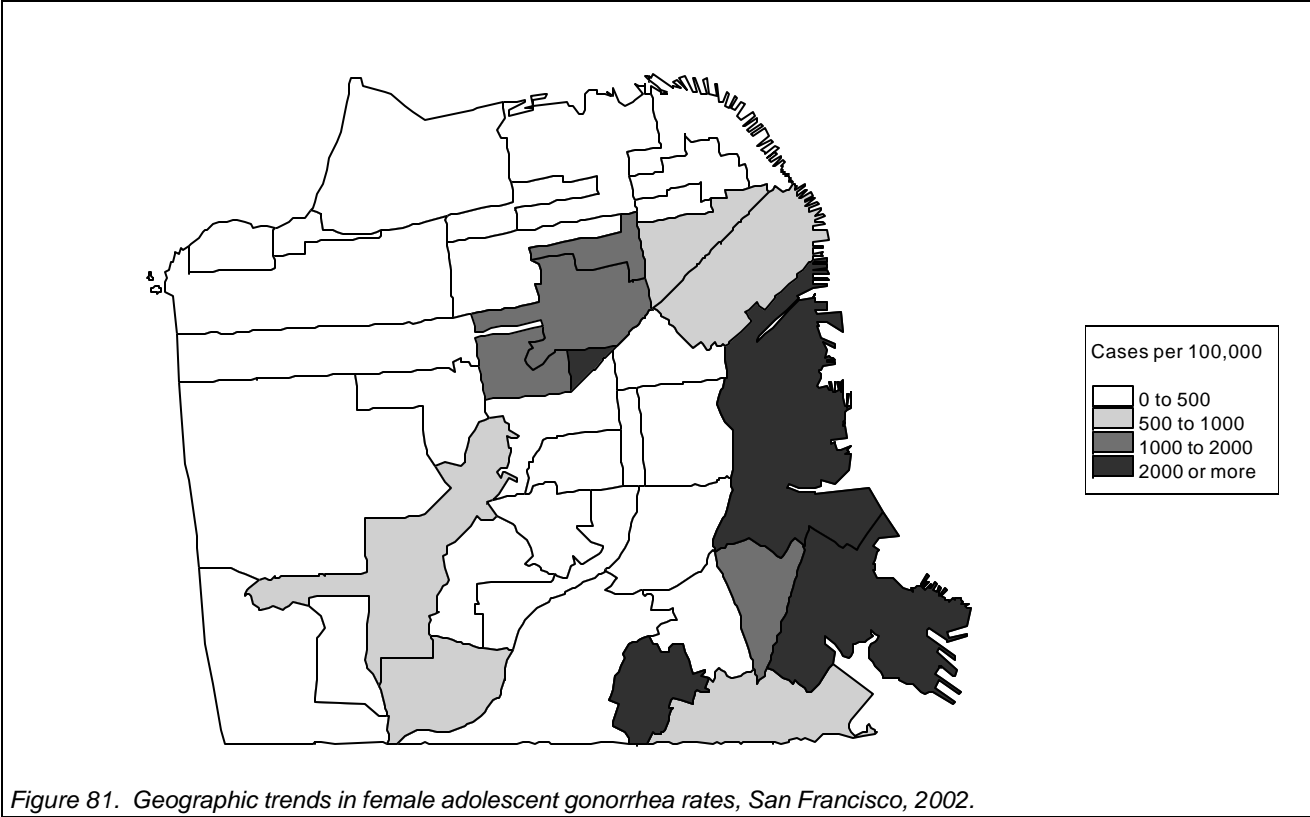 Cases per 100,000
0 to 500
500 to 1000
1000 to 2000
2000 or more
Figure 81. Geographic trends in female adolescent gonorrhea rates, San Francisco, 2002.